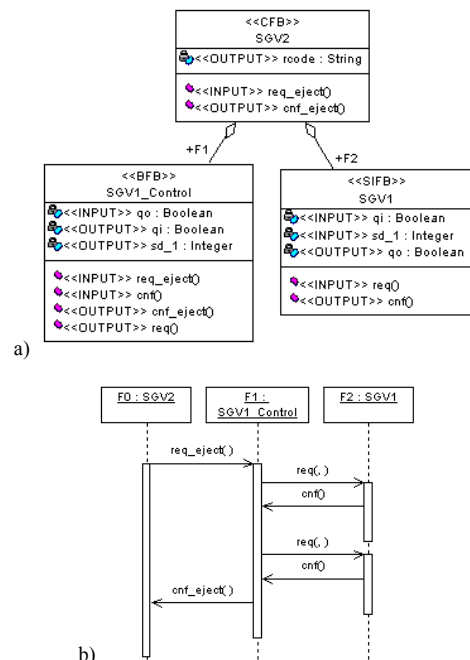 <<CFB>>
SGV2
<<OUTPUT>> rcode : String
<<INPUT>> req_eject()
<<OUTPUT>> cnf_eject()
+F1
+F2
<<BFB>>
SGV1_Control
<<INPUT>> qo : Boolean
<<OUTPUT>> qi : Boolean
<<OUTPUT>> sd_1 : Integer
<<INPUT>> req_eject()
<<INPUT>> cnf()
<<OUTPUT>> cnf_eject()
<<OUTPUT>> req()
<<SIFB>>
SGV1
<<INPUT>> qi : Boolean
<<INPUT>> sd_1 : Integer
<<OUTPUT>> qo : Boolean
<<INPUT>> req()
<<OUTPUT>> cnf()
a)
F0 : SGV2
F1 :
SGV1_Control
F2 : SGV1
req_eject( )
req(, )
cnf()
req(, )
cnf()
cnf_eject( )
b)